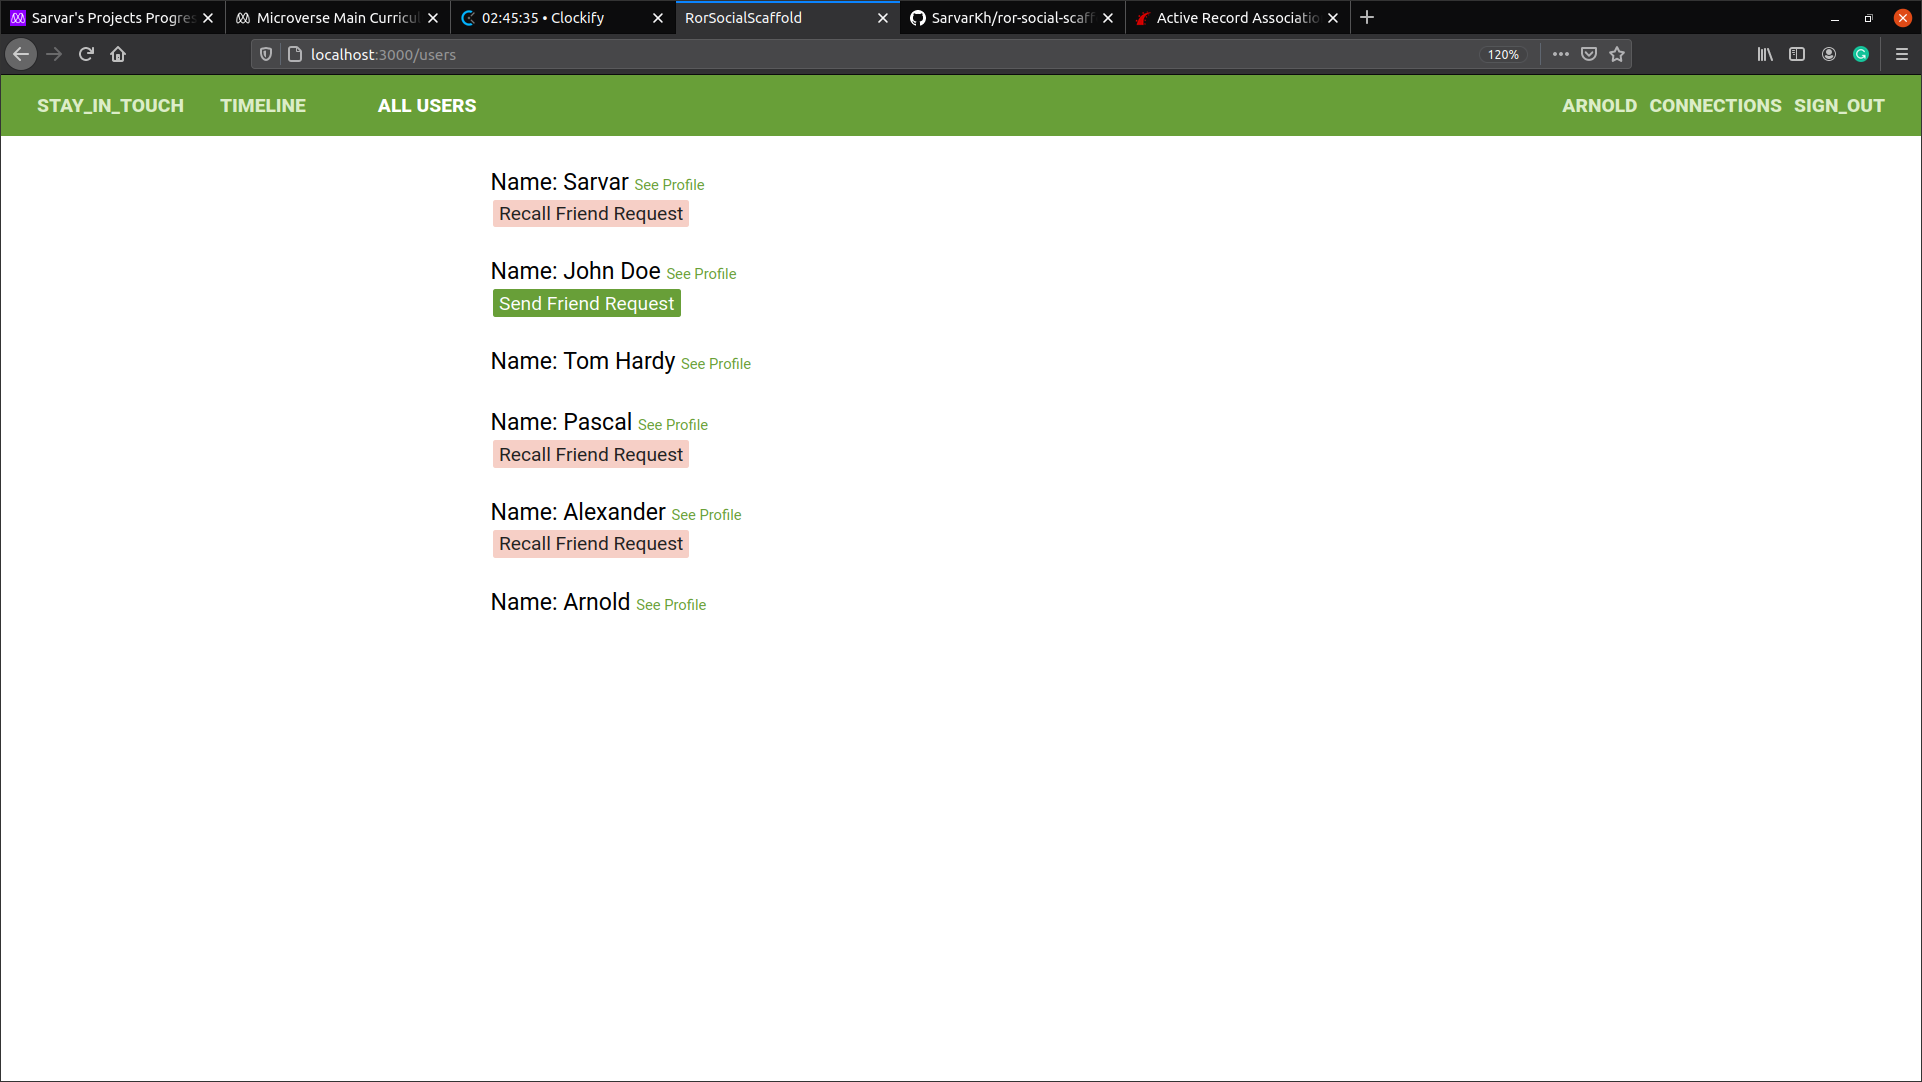 Sarvar's Projects Progres
Microverse Main Curricul
02:45:35 • Clockify
RorSocialScaffold
SarvarKh/ror-social-scaff
Active Record Associatio
localhost:3000/users
120%
STAY_IN_TOUCH TIMELINE ALL USERS ARNOLD CONNECTIONS SIGN_OUT
Name: Sarvar See Profile
Recall Friend Request
Name: John Doe See Profile
Send Friend Request
Name: Tom Hardy See Profile
Name: Pascal See Profile
Recall Friend Request
Name: Alexander See Profile
Recall Friend Request
Name: Arnold See Profile